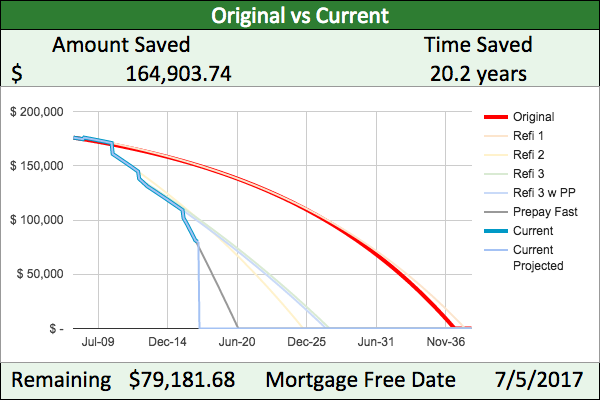 Original vs Current
Amount Saved Time Saved
$ 164,903.74 20.2 years
$ 200,000
$ 150,000
$ 100,000
$ 50,000
$ -
Jul-09 Dec-14 Jun-20 Dec-25 Jun-31 Nov-36
Original
Refi 1
Refi 2
Refi 3
Refi 3 w PP
Prepay Fast
Current
Current
Projected
Remaining $79,181.68 Mortgage Free Date 7/5/2017